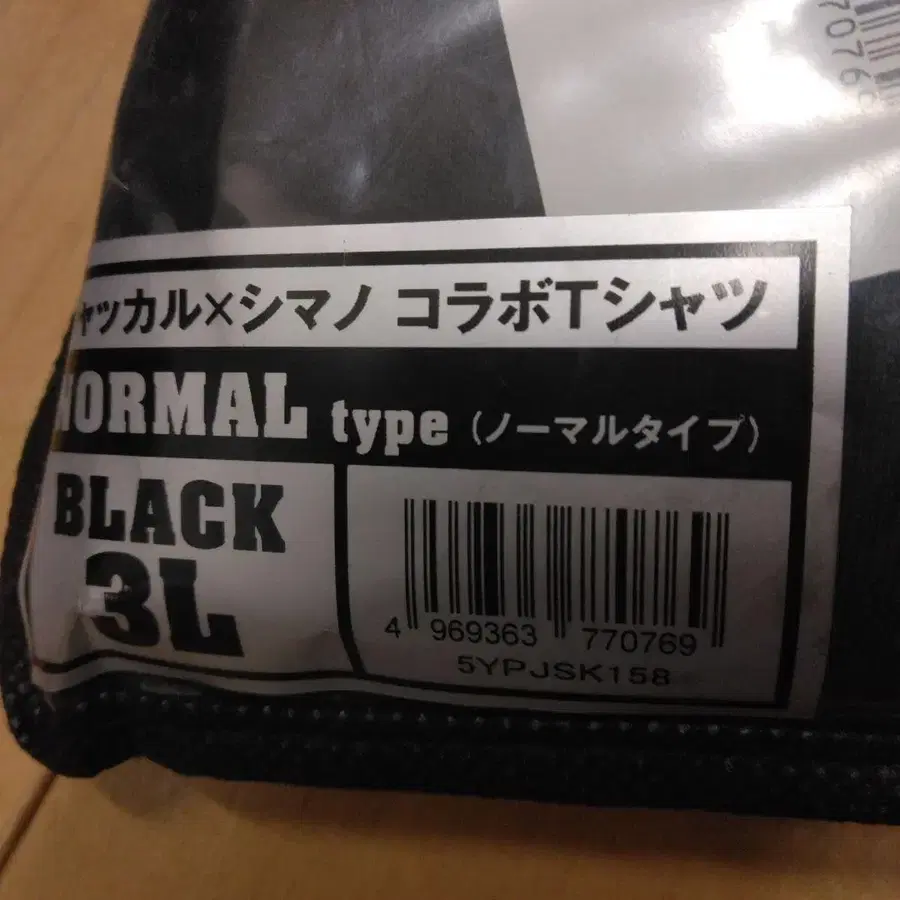 ャッカル×シマノ コラボTシャツ
NORMAL type (ノーマルタイプ)
BLACK
3L
4 969363 770769
5YPJSK158